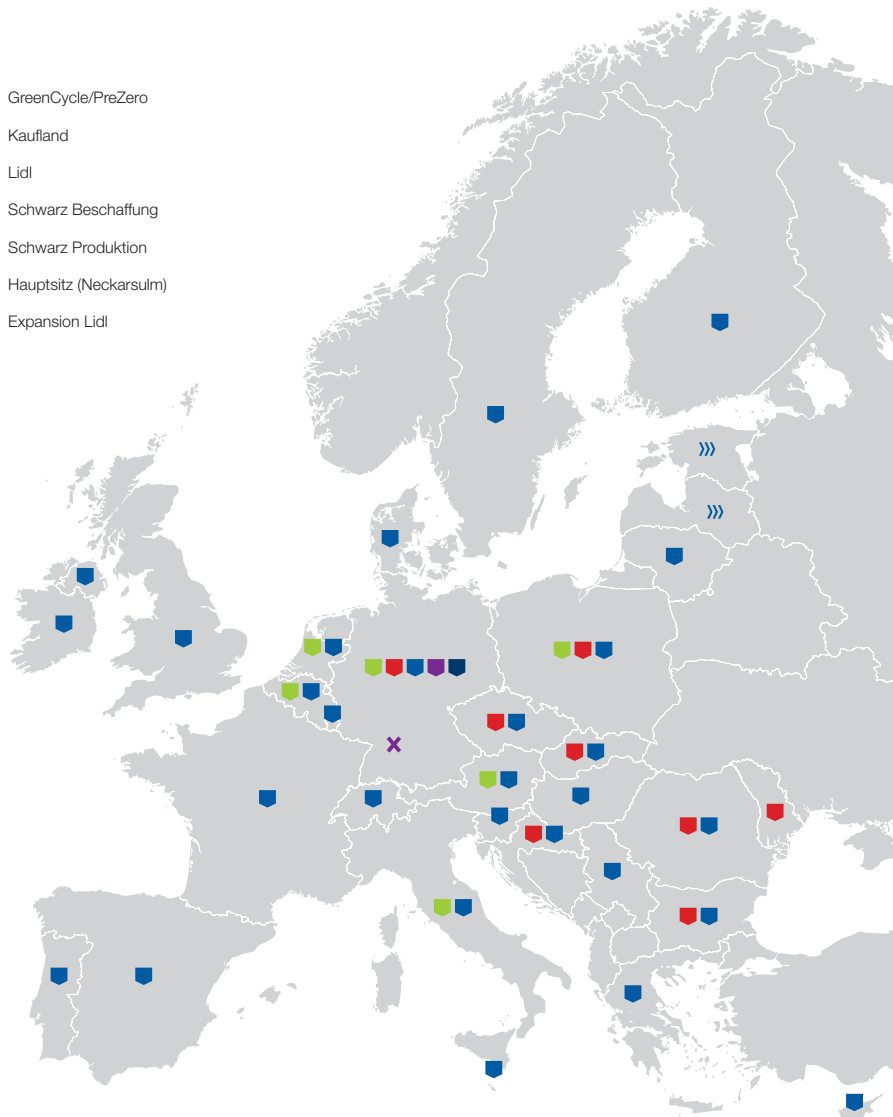 GreenCycle/PreZero
Kaufland
Lidl
Schwarz Beschaffung
Schwarz Produktion
Hauptsitz (Neckarsulm)
Expansion Lidl